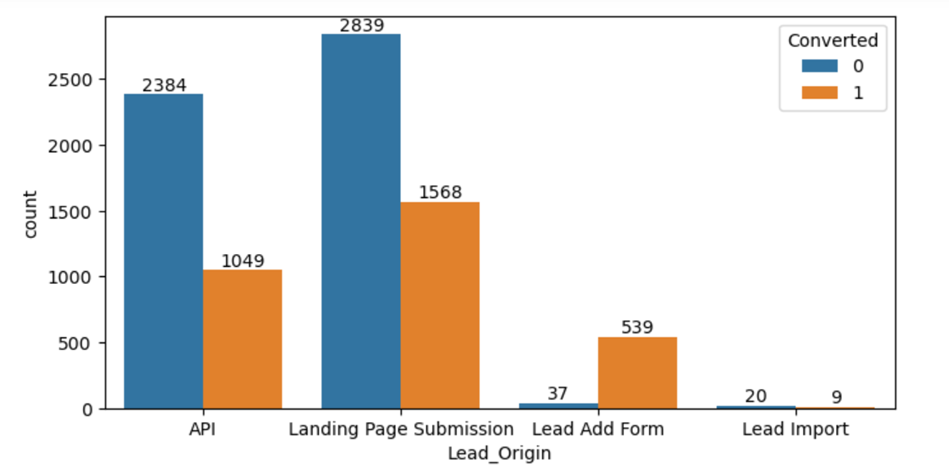 2839
Converted
0
1
2384
1568
1049
539
37
20
9
2500
2000
1500
1000
500
0
count
API
Landing Page Submission
Lead Add Form
Lead Import
Lead_Origin